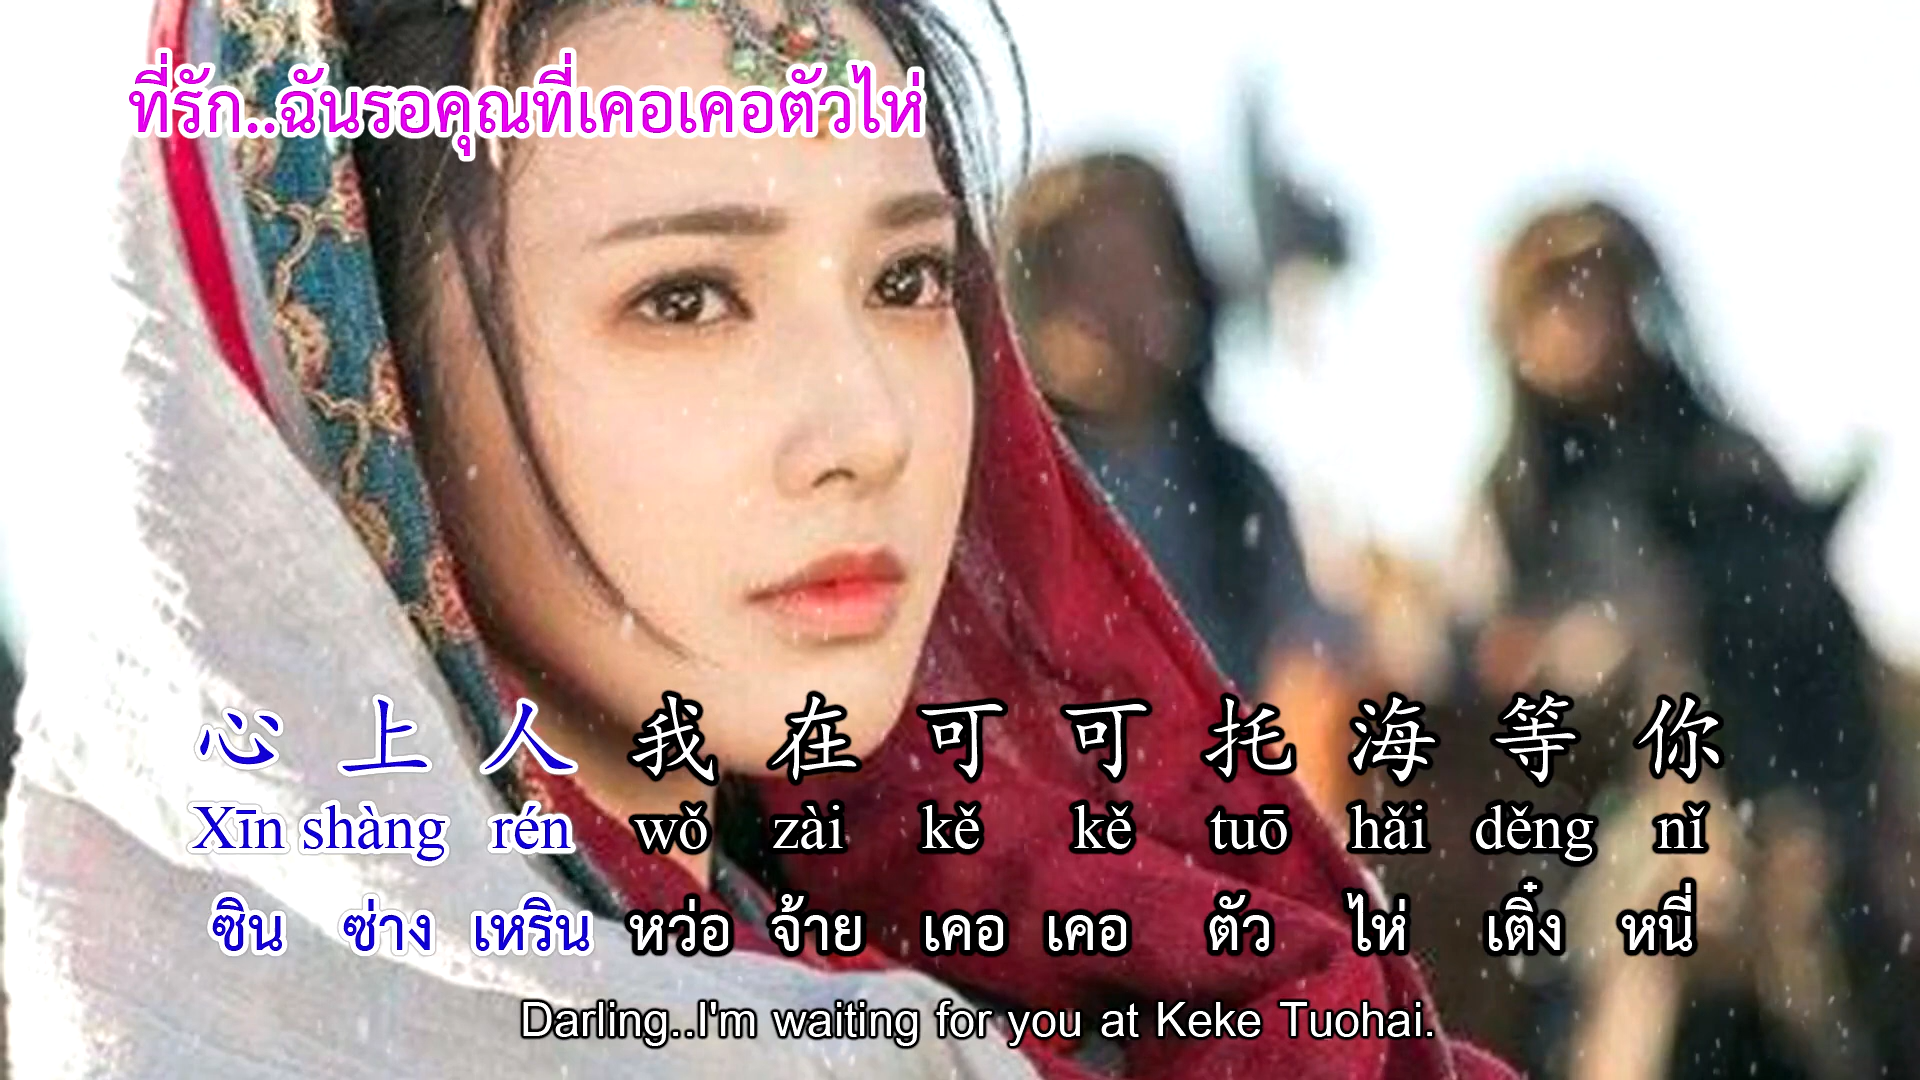 ที่รัก..ฉันรอคุณที่เคอเคอตัวไห่
心 上 人 我 在 可 可 托 海 等 你
Xīn shàng rén wǒ zài kě kě tuō hǎi děng nǐ
ซิน ซ่าง เหริน หว่อ จ้าย เคอ เคอ ตัว ไห่ เติ๋ง หนี่
Darling..I'm waiting for you at Keke Tuohai.